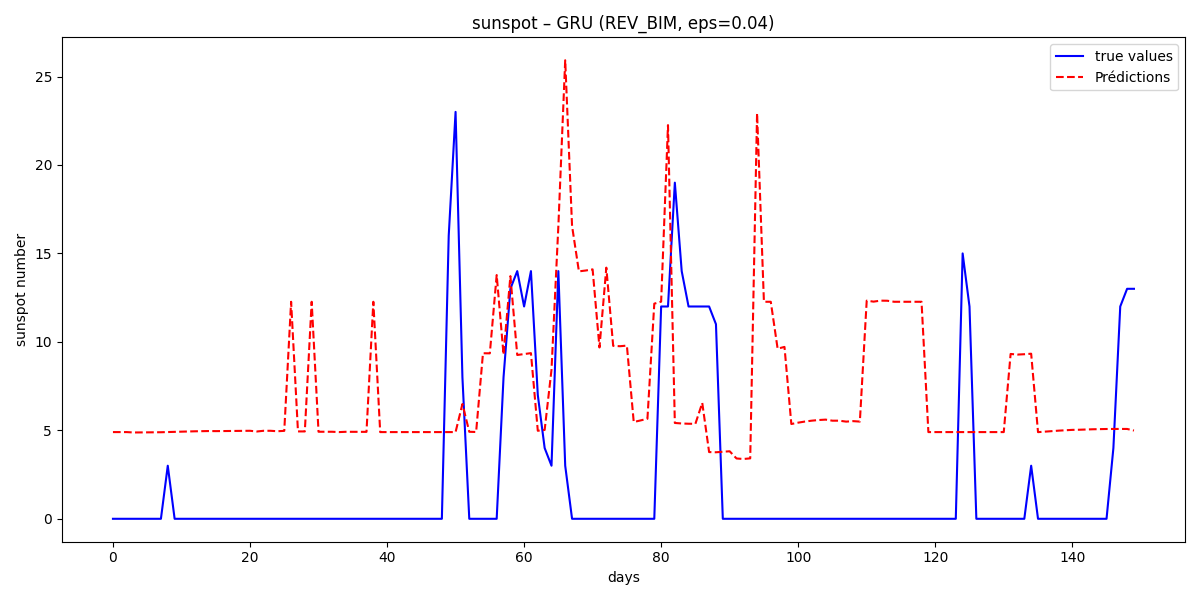 sunspot – GRU (REV_BIM, eps=0.04)
true values
Prédictions
25
20
15
10
5
0
sunspot number
0 20 40 60 80 100 120 140
days